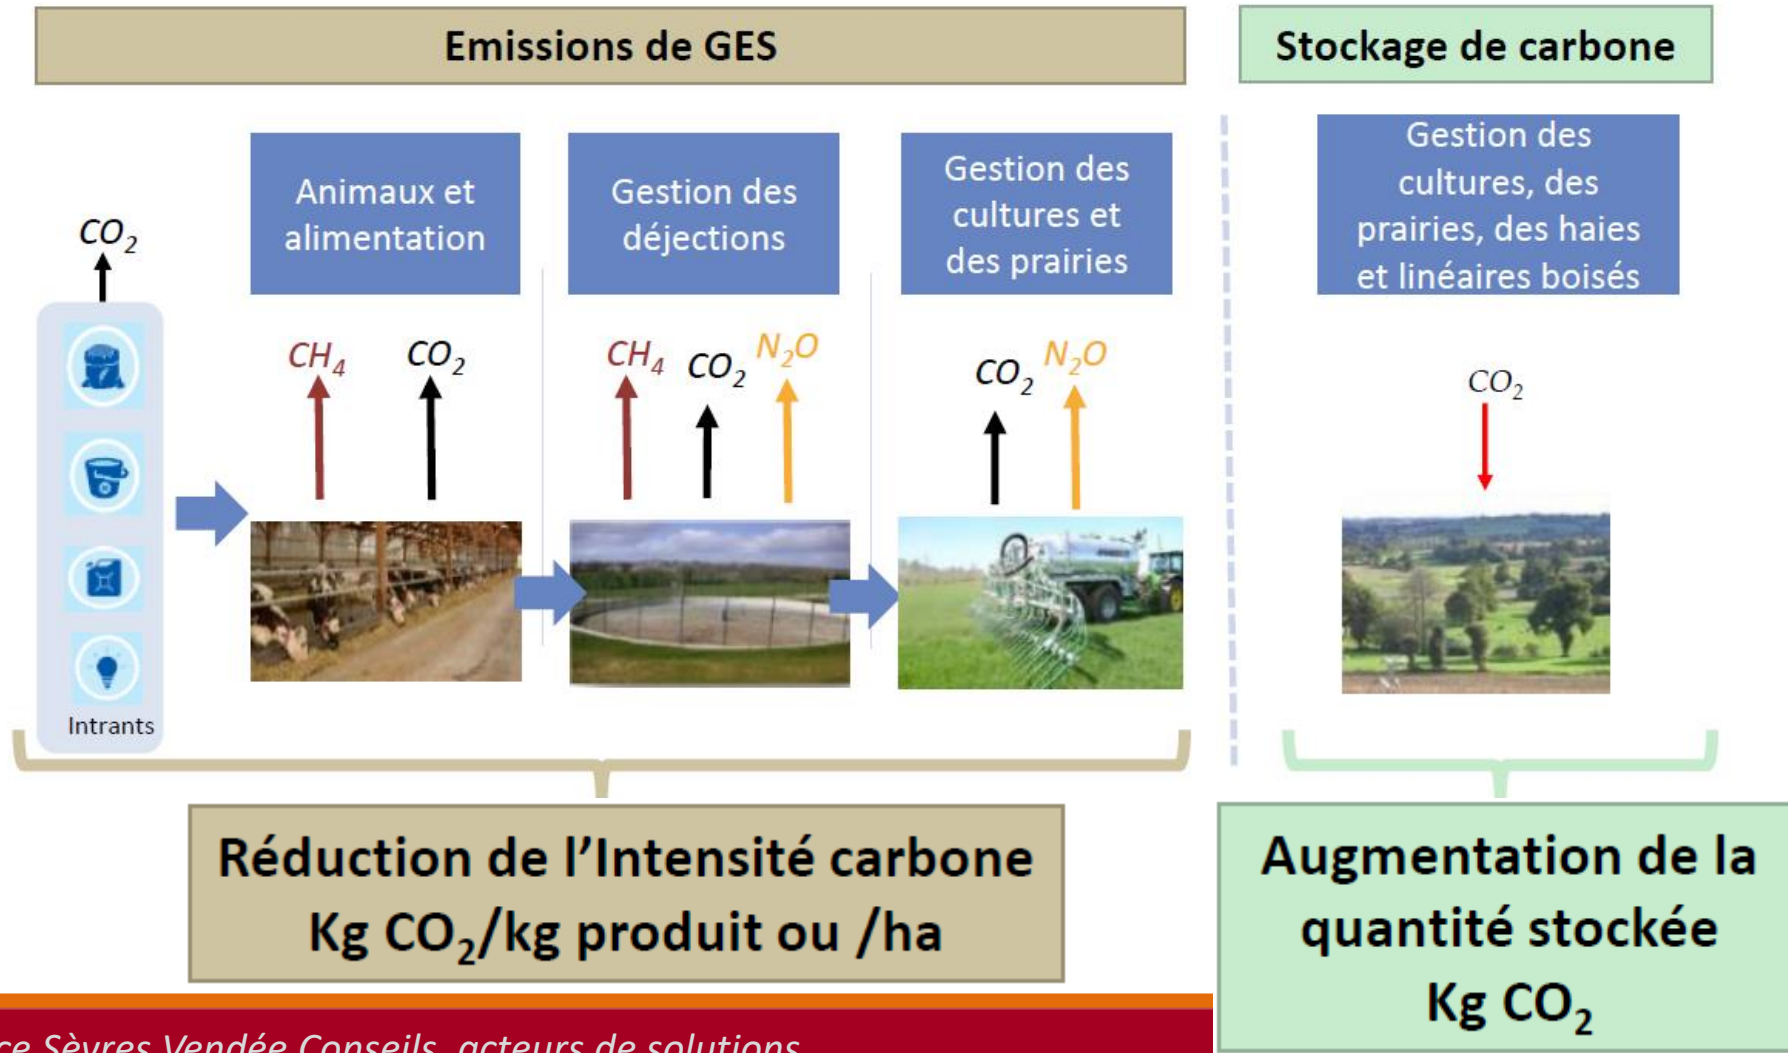 Emissions de GES
Stockage de carbone
CO₂
Intrants
Animaux et
alimentation
CH₄
CO₂
Gestion des
déjections
CH₄
CO₂
N₂O
Gestion des
cultures et
des prairies
CO₂
N₂O
Gestion des
cultures, des
prairies, des haies
et linéaires boisés
CO₂
Réduction de l’Intensité carbone
Kg CO₂/kg produit ou /ha
Augmentation de la
quantité stockée
Kg CO₂
ce Sèvres Vendée Conseils, acteurs de solutions